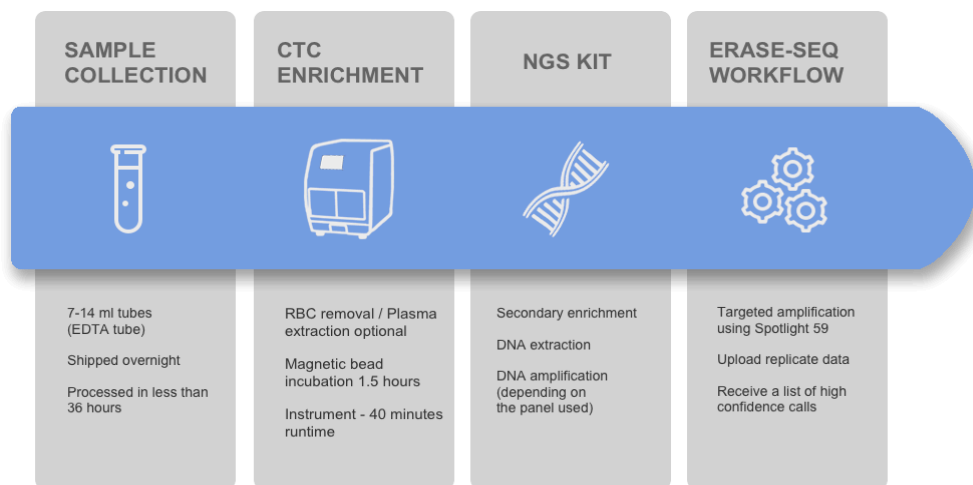 SAMPLE
COLLECTION
7-14 ml tubes
(EDTA tube)
Shipped overnight
Processed in less than
36 hours
CTC
ENRICHMENT
RBC removal / Plasma
extraction optional
Magnetic bead
incubation 1.5 hours
Instrument - 40 minutes
runtime
NGS KIT
Secondary enrichment
DNA extraction
DNA amplification
(depending on
the panel used)
ERASE-SEQ
WORKFLOW
Targeted amplification
using Spotlight 59
Upload replicate data
Receive a list of high
confidence calls